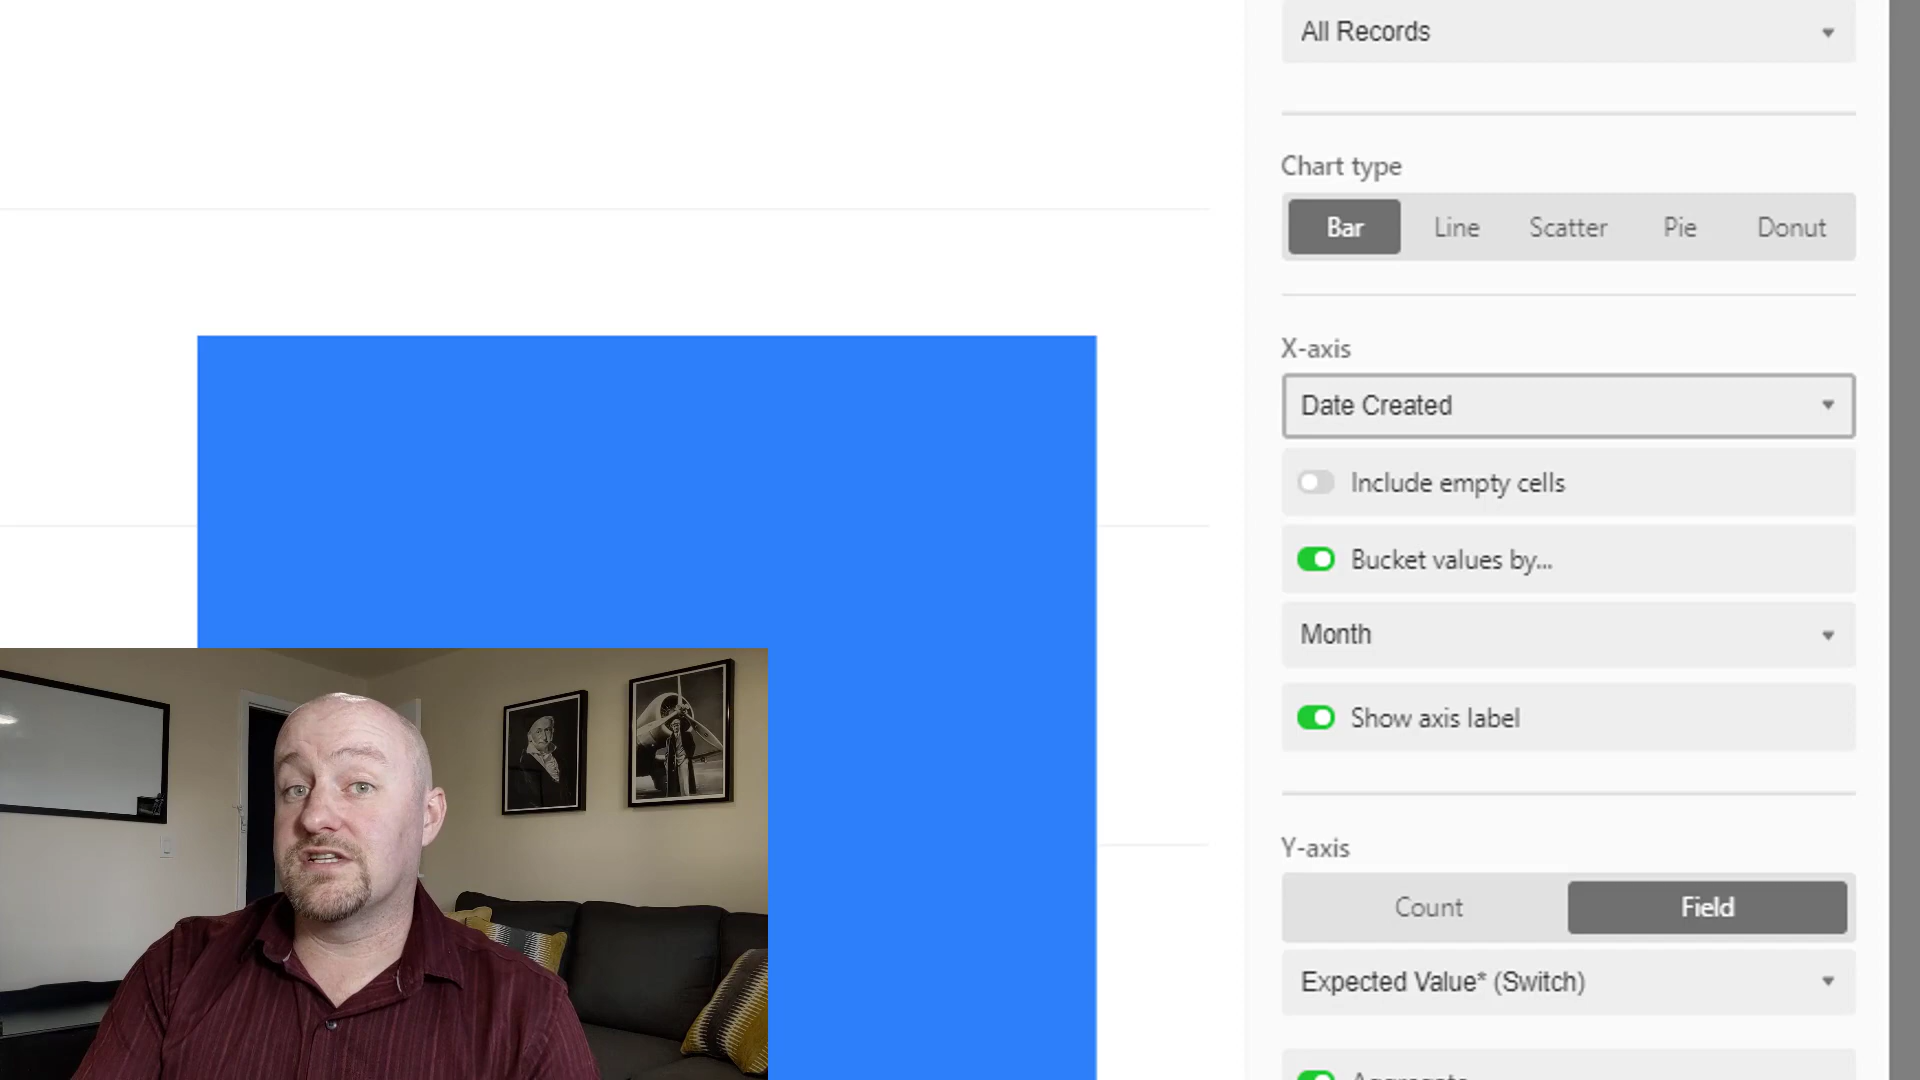 All Records
Chart type
Bar Line Scatter Pie Donut
X-axis
Date Created
Include empty cells
Bucket values by...
Month
Show axis label
Y-axis
Count Field
Expected Value* (Switch)
Aggregate